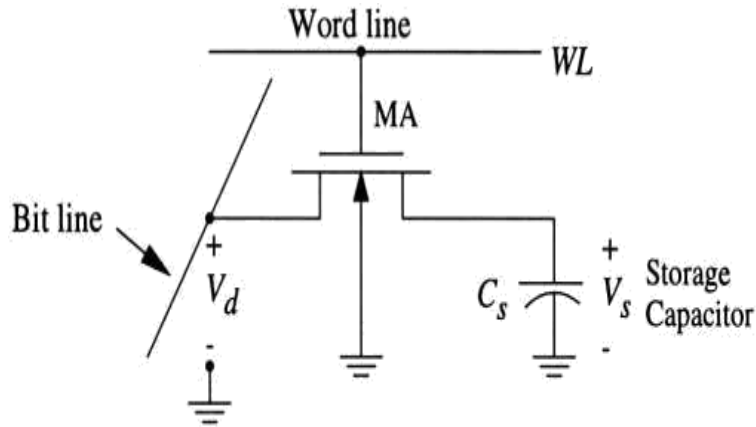 Word line
WL
MA
Bit line
+
V_d
-
C_s
+
V_s
-
Storage
Capacitor